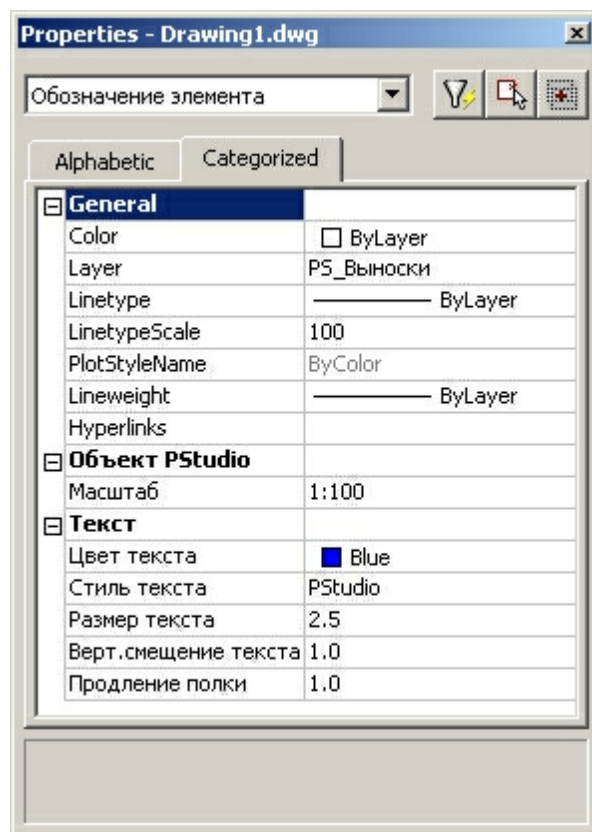 Properties - Drawing1.dwg
Обозначение элемента
Alphabetic Categorized
General
Color ByLayer
Layer PS_Выноски
Linetype ByLayer
LinetypeScale 100
PlotStyleName ByColor
Lineweight ByLayer
Hyperlinks
Объект PStudio
Масштаб 1:100
Текст
Цвет текста Blue
Стиль текста PStudio
Размер текста 2.5
Верт.смещение текста 1.0
Продление полки 1.0